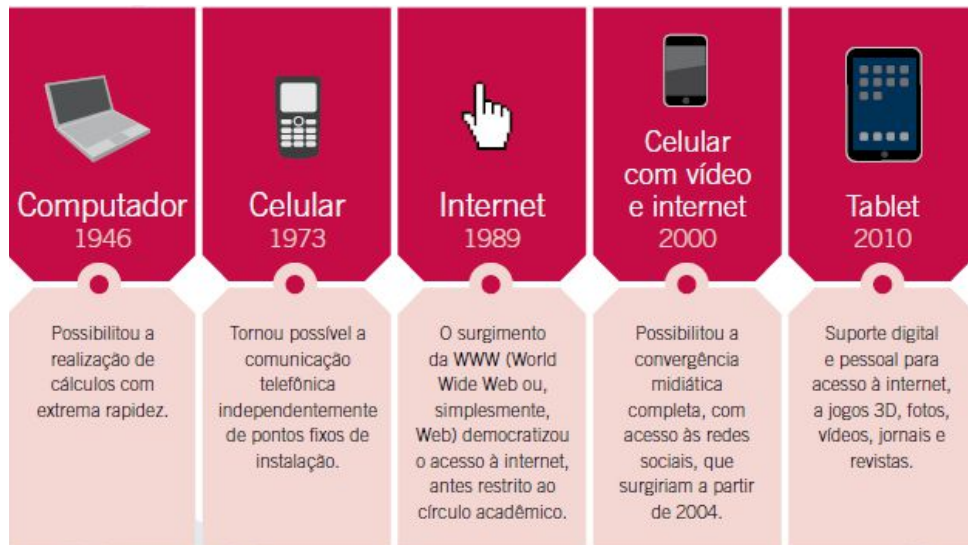 Computador
1946
Possibilitou a
realização de
cálculos com
extrema rapidez.
Celular
1973
Tornou possível a
comunicação
telefônica
independentemente
de pontos fixos de
instalação.
Internet
1989
O surgimento
da WWW (World
Wide Web ou,
simplesmente,
Web) democratizou
o acesso à internet,
antes restrito ao
círculo acadêmico.
Celular
com vídeo
e internet
2000
Possibilitou a
convergência
midiática
completa, com
acesso às redes
sociais, que
surgiriam a partir
de 2004.
Tablet
2010
Suporte digital
e pessoal para
acesso à internet,
a jogos 3D, fotos,
vídeos, jornais e
revistas.